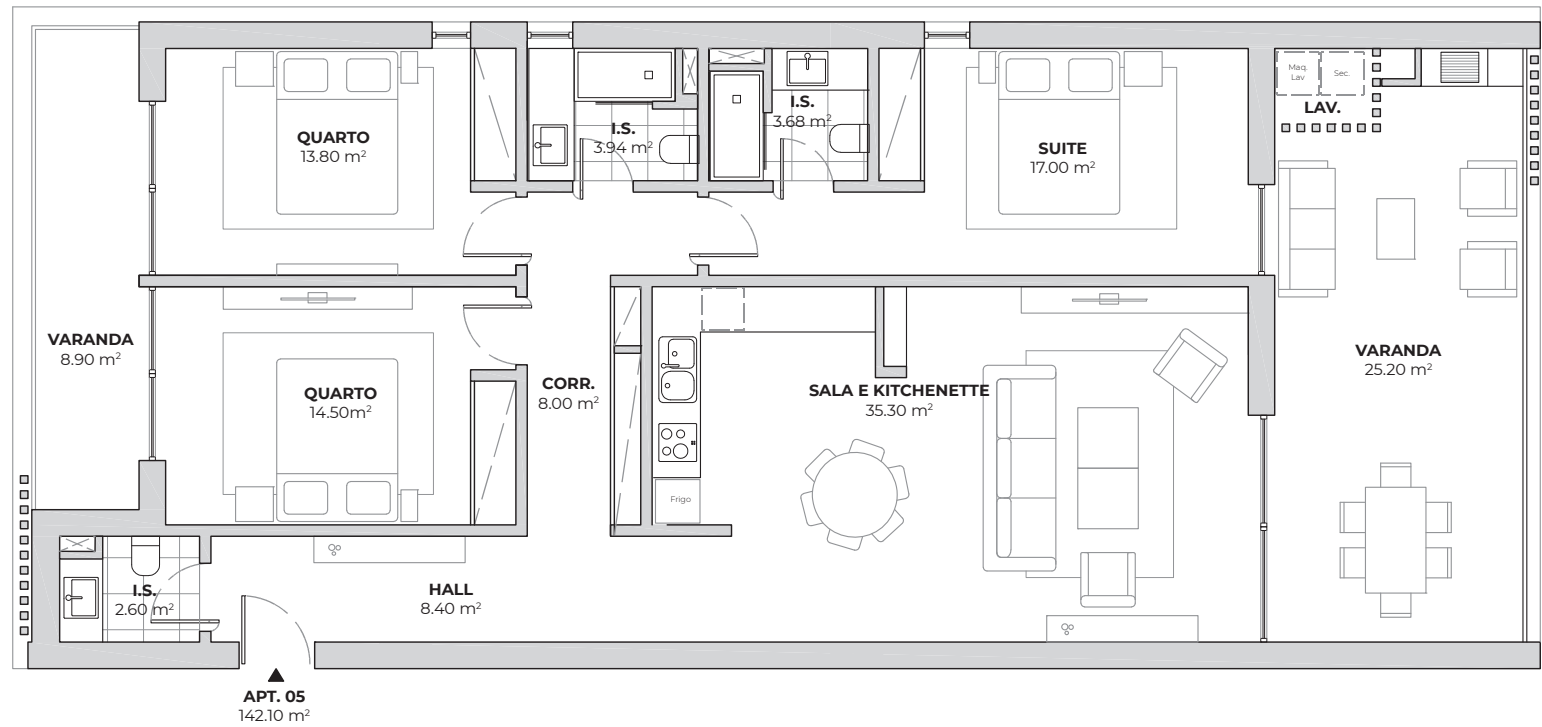 QUARTO
13.80 m²
I.S.
3.94 m²
I.S.
3.68 m²
SUITE
17.00 m²
Maq.
Lav
Sec.
LAV.
VARANDA
8.90 m²
QUARTO
14.50m²
CORR.
8.00 m²
SALA E KITCHENETTE
35.30 m²
VARANDA
25.20 m²
Frigo
I.S.
2.60 m²
HALL
8.40 m²
APT. 05
142.10 m²